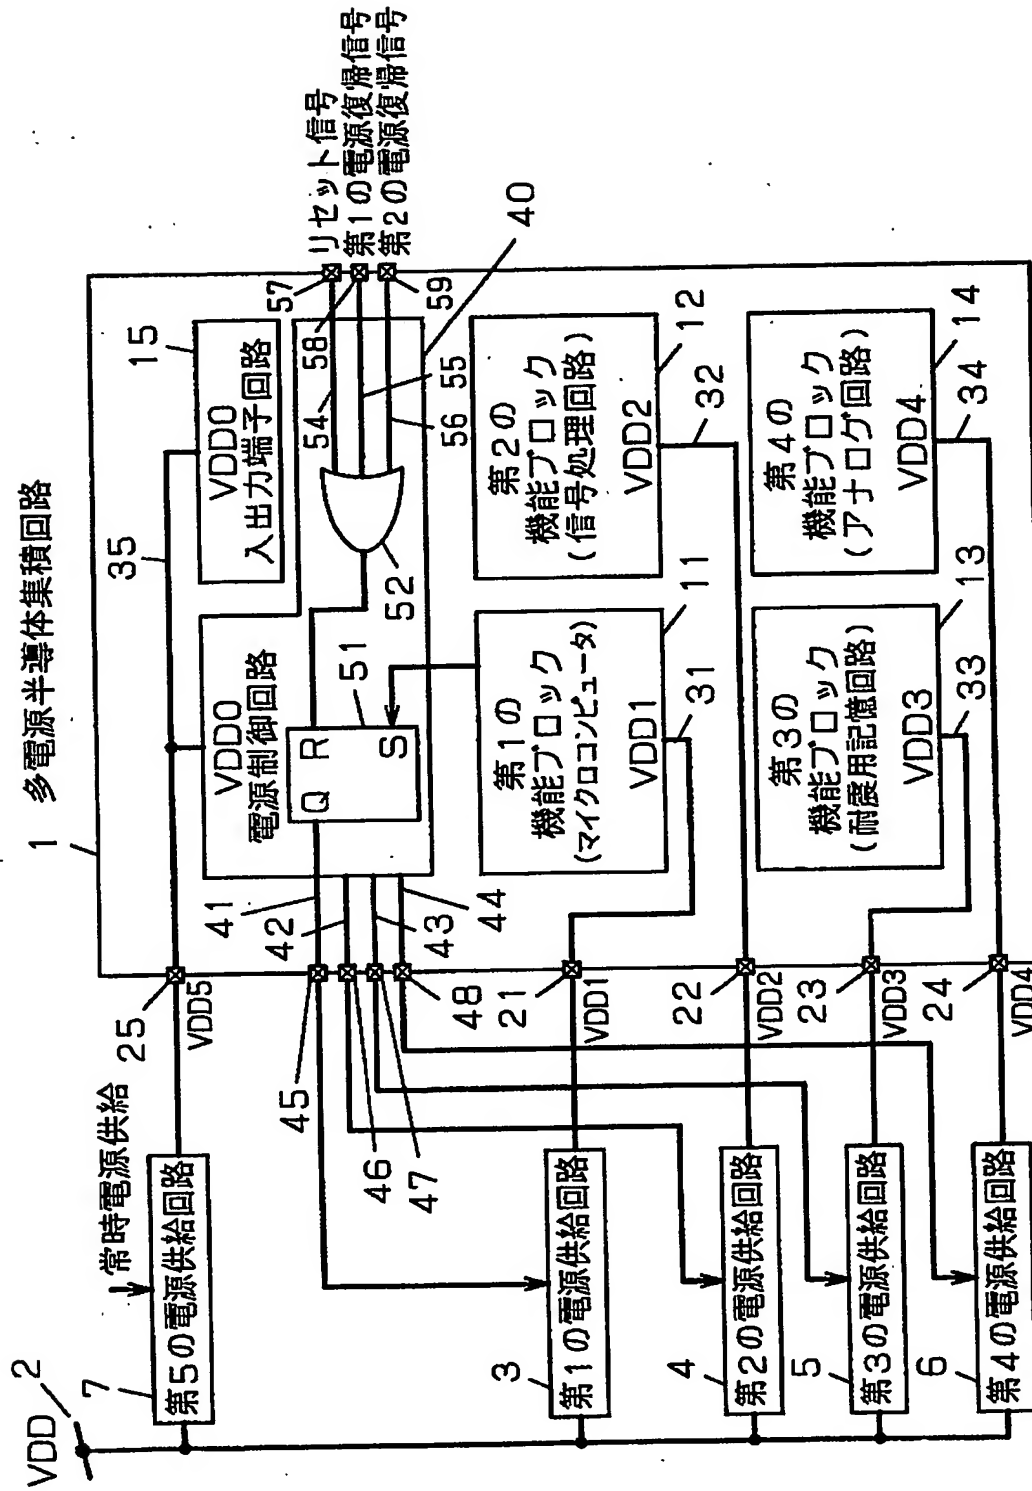 1 多電源半導体集積回路
VDD 2
7
第5の電源供給回路
常時電源供給
25
VDD5
35
VDD0
電源制御回路
VDD0
入出力端子回路
15
Q R
S
51
52
54
55
56
57
58
59
リセット信号
第1の電源復帰信号
第2の電源復帰信号
40
41
42
43
44
45
46
47
48
3
第1の電源供給回路
21
VDD1
第1の
機能ブロック
(マイクロコンピュータ)
VDD1
11
31
第2の
機能ブロック
(信号処理回路)
VDD2
12
32
4
第2の電源供給回路
22
VDD2
5
第3の電源供給回路
23
VDD3
第3の
機能ブロック
(耐震用記憶回路)
VDD3
13
33
第4の
機能ブロック
(アナログ回路)
VDD4
14
34
6
第4の電源供給回路
24
VDD4